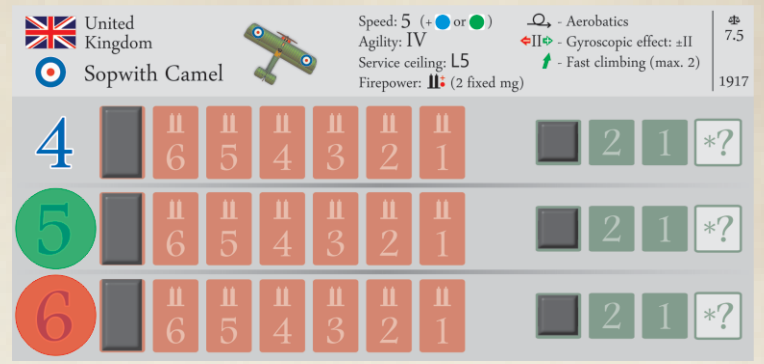 United
Kingdom
Sopwith Camel
Speed: 5 (+ or )
Agility: IV
Service ceiling: L5
Firepower: (2 fixed mg)
- Aerobatics
II - Gyroscopic effect: ±II
- Fast climbing (max. 2)
7.5
1917
4 6 5 4 3 2 1 2 1 *?
5 6 5 4 3 2 1 2 1 *?
6 6 5 4 3 2 1 2 1 *?